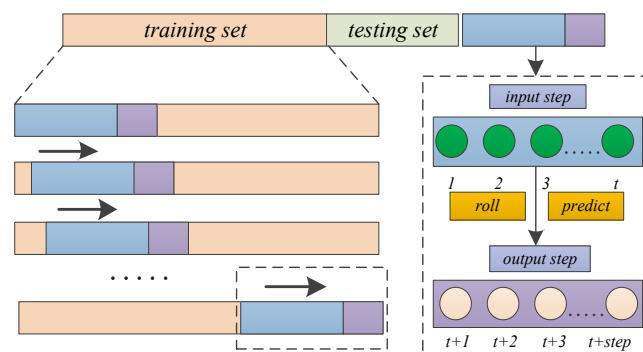 training set
testing set
input step
1 2 3 ..... t
roll
predict
output step
.....
t+1 t+2 t+3 ..... t+step